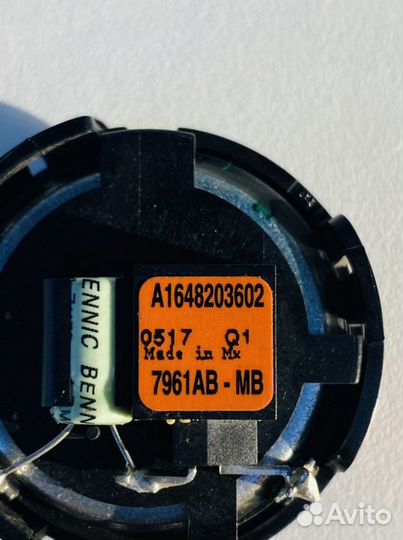 A1648203602
0517 Q1
Made in Mx
7961AB - MB
ENNIC BENN
Avito